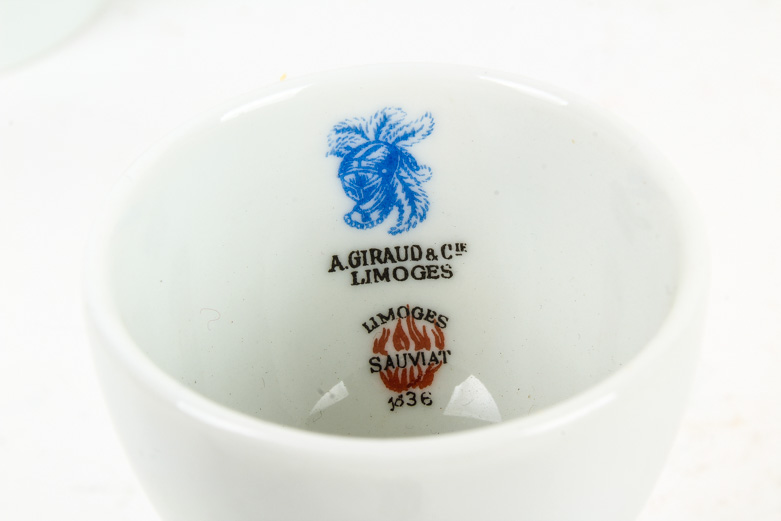 A. GIRAUD & CIE
LIMOGES
LIMOGES
SAUVIAT
1836